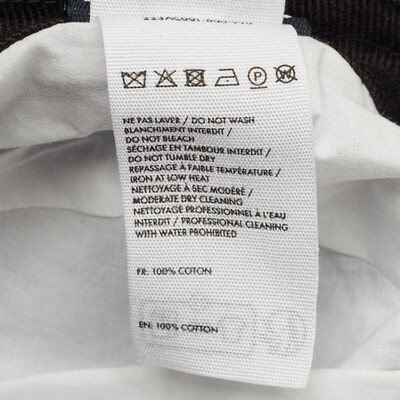 P
W
NE PAS LAVER / DO NOT WASH
BLANCHIMENT INTERDIT /
DO NOT BLEACH
SÉCHAGE EN TAMBOUR INTERDIT /
DO NOT TUMBLE DRY
REPASSAGE À FAIBLE TEMPÉRATURE /
IRON AT LOW HEAT
NETTOYAGE À SEC MODÉRÉ /
MODERATE DRY CLEANING
NETTOYAGE PROFESSIONNEL À L'EAU
INTERDIT / PROFESSIONAL CLEANING
WITH WATER PROHIBITED
FR: 100% COTON
EN: 100% COTTON